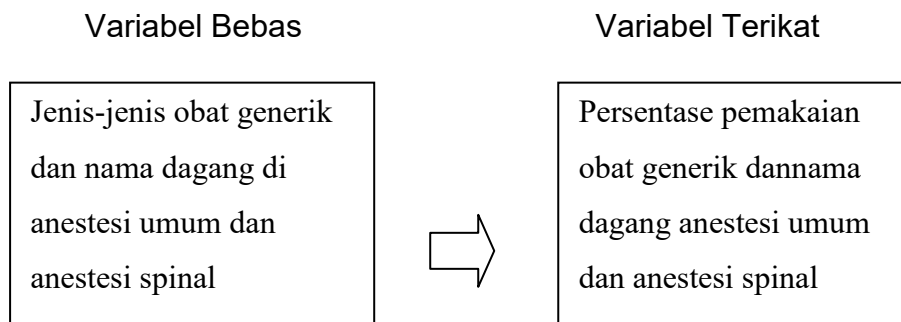 Variabel Bebas
Variabel Terikat
Jenis-jenis obat generik
dan nama dagang di
anestesi umum dan
anestesi spinal
Persentase pemakaian
obat generik dannama
dagang anestesi umum
dan anestesi spinal